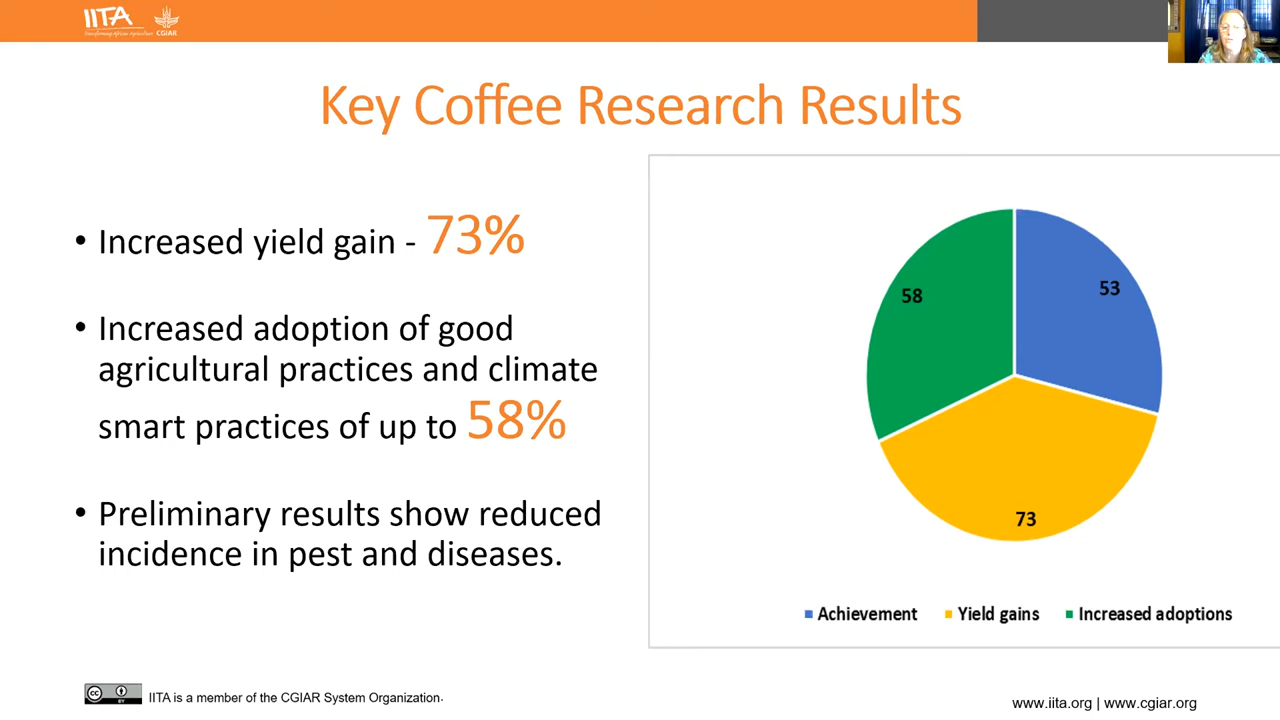 IITA
Transforming African Agriculture
CGIAR
Key Coffee Research Results
• Increased yield gain - 73%
• Increased adoption of good
agricultural practices and climate
smart practices of up to 58%
• Preliminary results show reduced
incidence in pest and diseases.
58
53
73
Achievement
Yield gains
Increased adoptions
cc
BY
IITA is a member of the CGIAR System Organization.
www.iita.org | www.cgiar.org